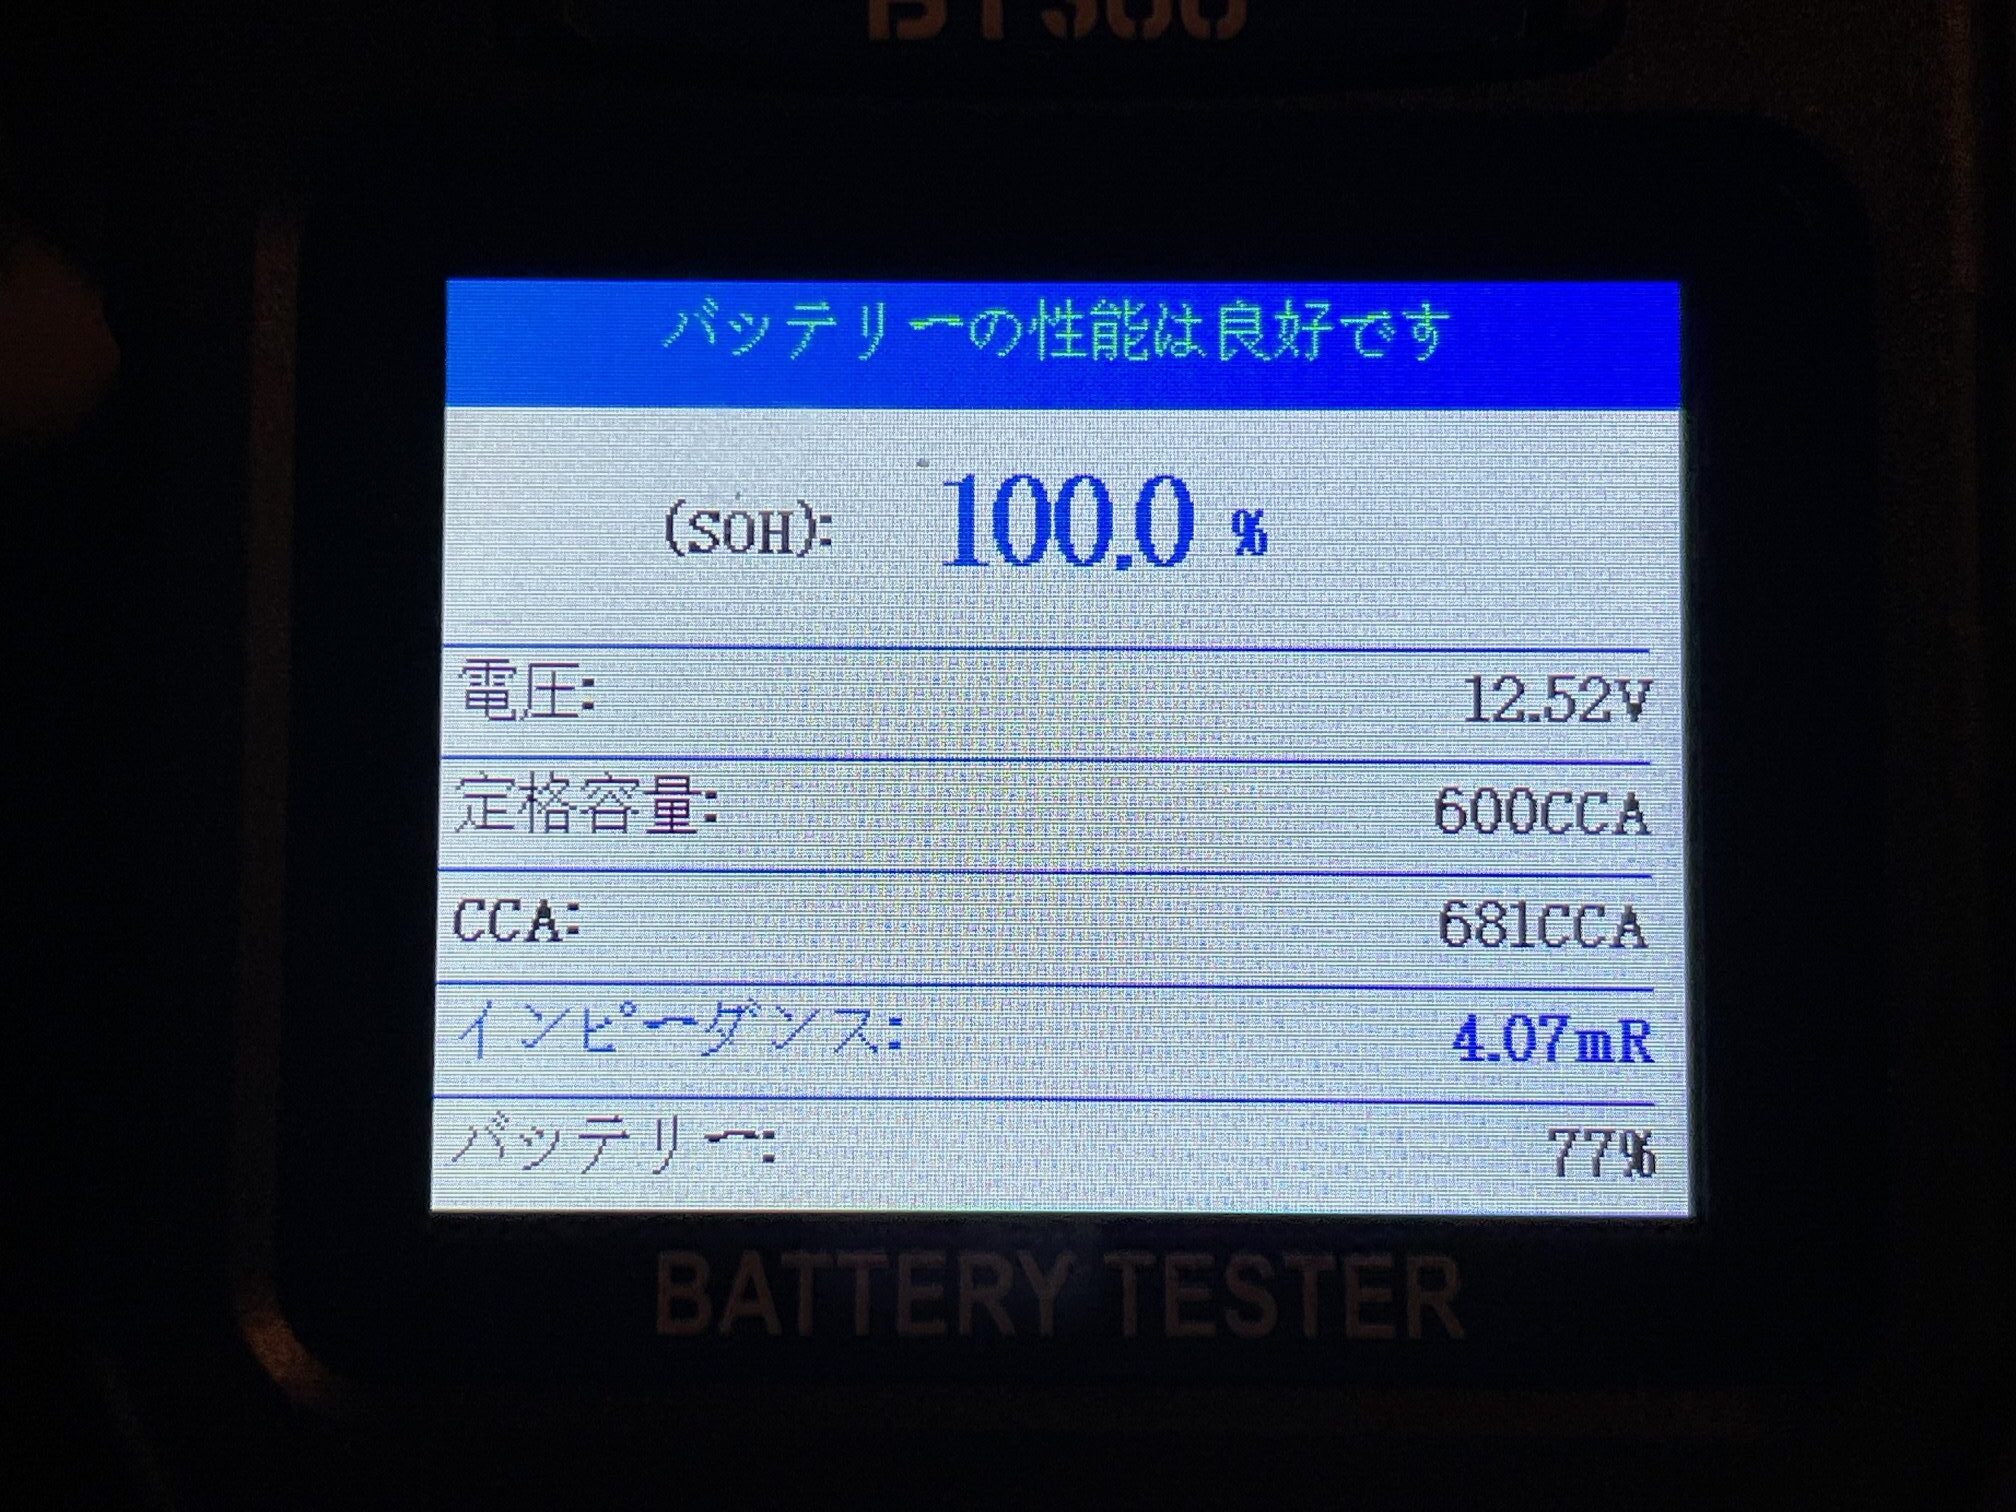 BT300
バッテリーの性能は良好です
(SOH): 100.0 %
電圧: 12.52V
定格容量: 600CCA
CCA: 681CCA
インピーダンス: 4.07mR
バッテリー: 77%
BATTERY TESTER